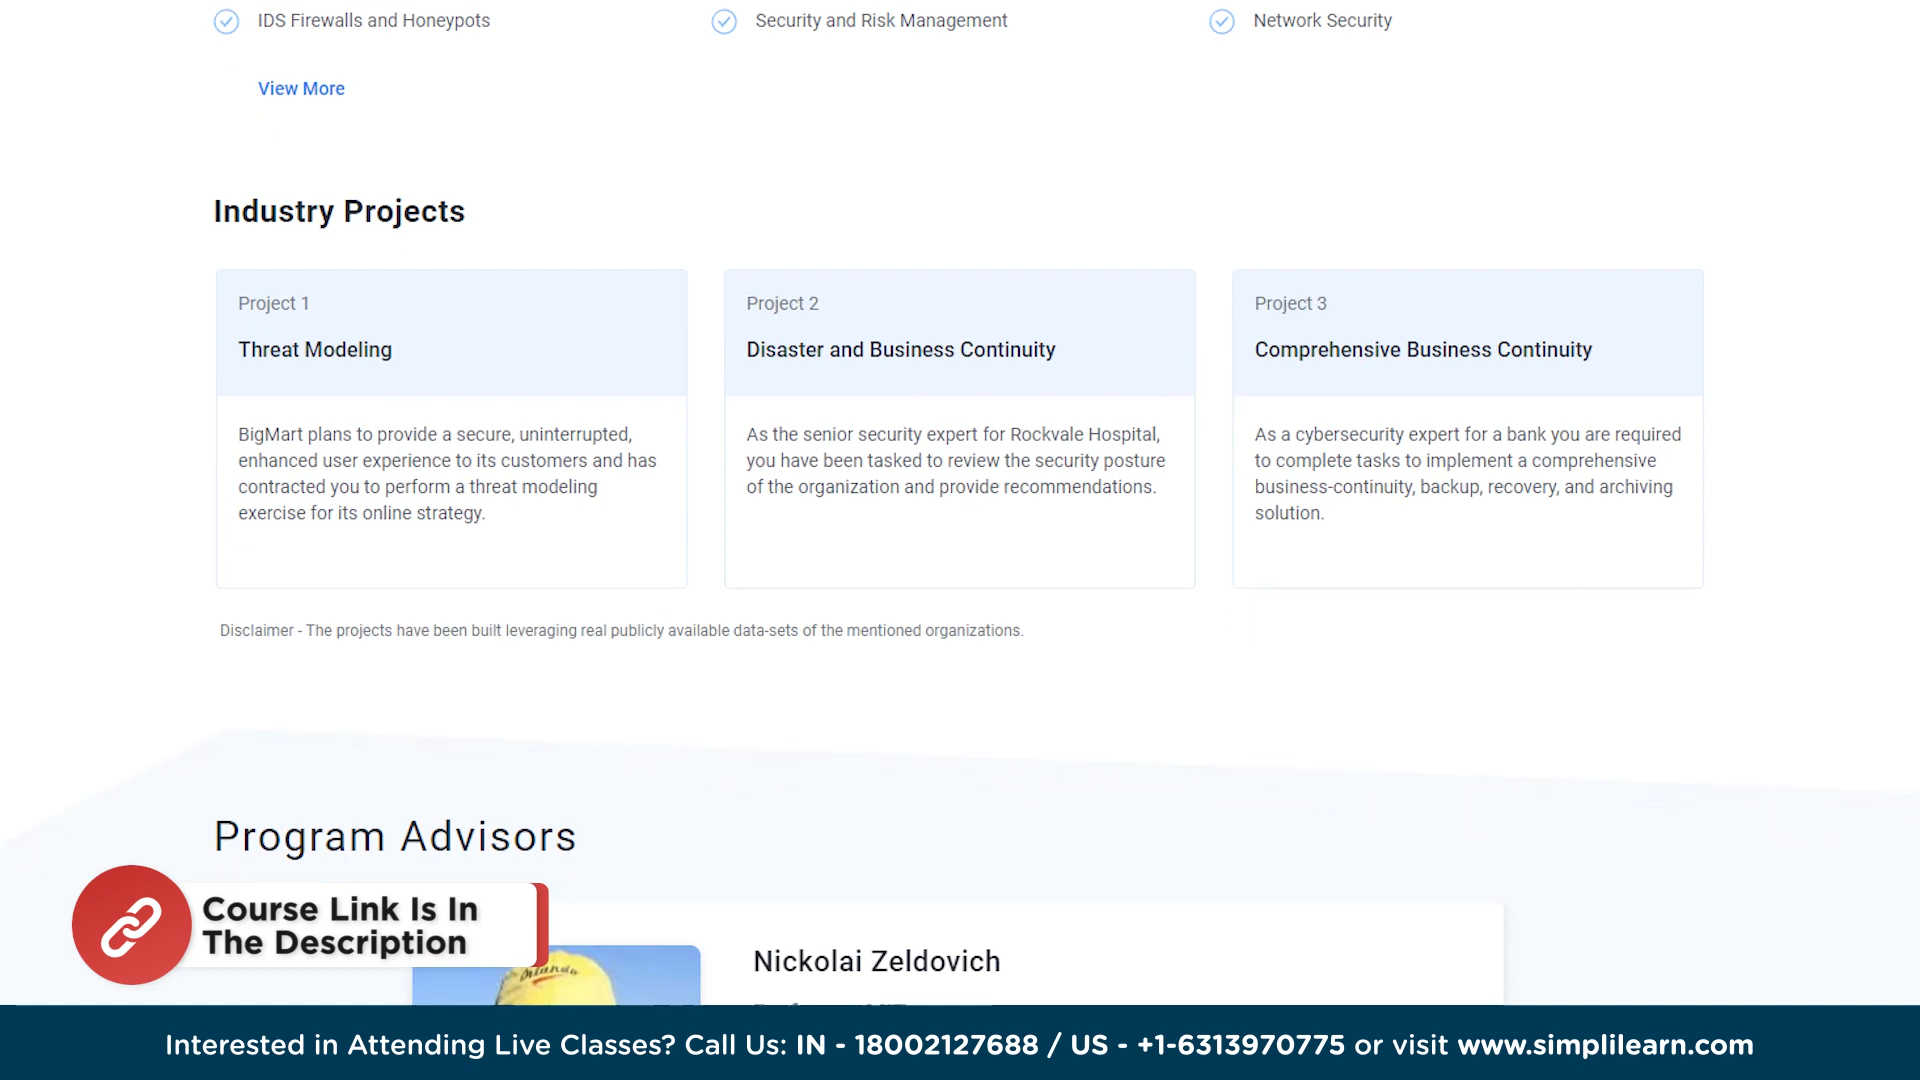 IDS Firewalls and Honeypots
Security and Risk Management
Network Security
View More
Industry Projects
Project 1
Threat Modeling
BigMart plans to provide a secure, uninterrupted,
enhanced user experience to its customers and has
contracted you to perform a threat modeling
exercise for its online strategy.
Project 2
Disaster and Business Continuity
As the senior security expert for Rockvale Hospital,
you have been tasked to review the security posture
of the organization and provide recommendations.
Project 3
Comprehensive Business Continuity
As a cybersecurity expert for a bank you are required
to complete tasks to implement a comprehensive
business-continuity, backup, recovery, and archiving
solution.
Disclaimer - The projects have been built leveraging real publicly available data-sets of the mentioned organizations.
Program Advisors
Course Link Is In
The Description
Orlando
Nickolai Zeldovich
Interested in Attending Live Classes? Call Us: IN - 18002127688 / US - +1-6313970775 or visit www.simplilearn.com